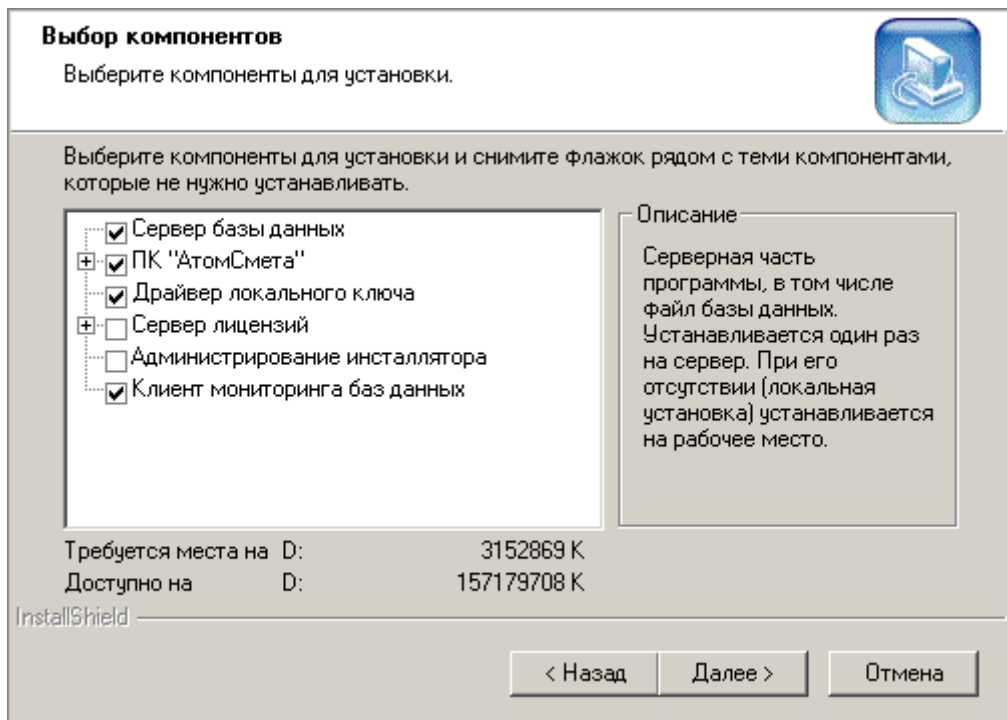 Выбор компонентов
Выберите компоненты для установки.
Выберите компоненты для установки и снимите флажок рядом с теми компонентами,
которые не нужно устанавливать.
Сервер базы данных
ПК "АтомСмета"
Драйвер локального ключа
Сервер лицензий
Администрирование инсталлятора
Клиент мониторинга баз данных
Описание
Серверная часть
программы, в том числе
файл базы данных.
Устанавливается один раз
на сервер. При его
отсутствии (локальная
установка) устанавливается
на рабочее место.
Требуется места на D: 3152869 K
Доступно на D: 157179708 K
InstallShield
< Назад
Далее >
Отмена